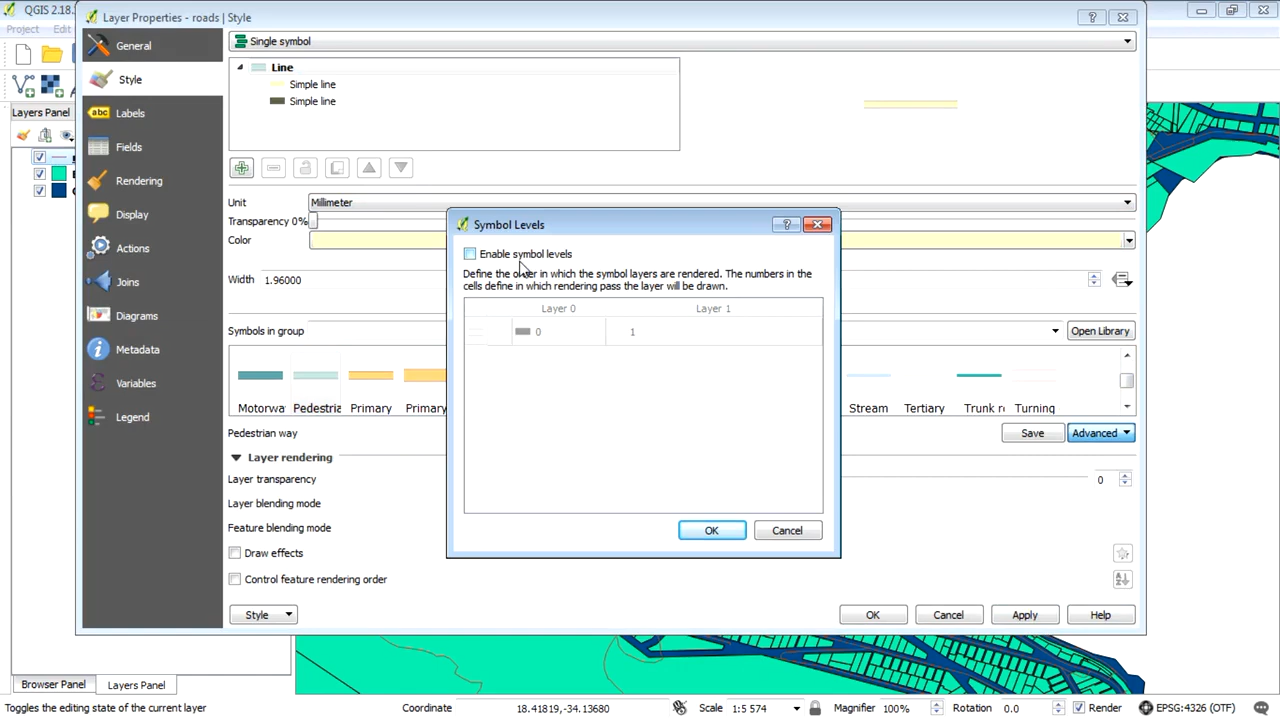 QGIS 2.18.
Layer Properties - roads | Style
Project
Edit
General
Style
Labels
Fields
Rendering
Display
Actions
Joins
Diagrams
Metadata
Variables
Legend
Layers Panel
Single symbol
Line
Simple line
Simple line
Unit
Millimeter
Transparency 0%
Color
Width
1.96000
Symbols in group
Open Library
Motorwa
Pedestria
Primary
Primary
Stream
Tertiary
Trunk r
Turning
Pedestrian way
Save
Advanced
Layer rendering
Layer transparency
0
Layer blending mode
Feature blending mode
Draw effects
Control feature rendering order
Style
OK
Cancel
Apply
Help
Symbol Levels
Enable symbol levels
Define the order in which the symbol layers are rendered. The numbers in the
cells define in which rendering pass the layer will be drawn.
Layer 0
Layer 1
0
1
OK
Cancel
Browser Panel
Layers Panel
Toggles the editing state of the current layer
Coordinate
18.41819,-34.13680
Scale
1:5 574
Magnifier
100%
Rotation
0.0
Render
EPSG:4326 (OTF)